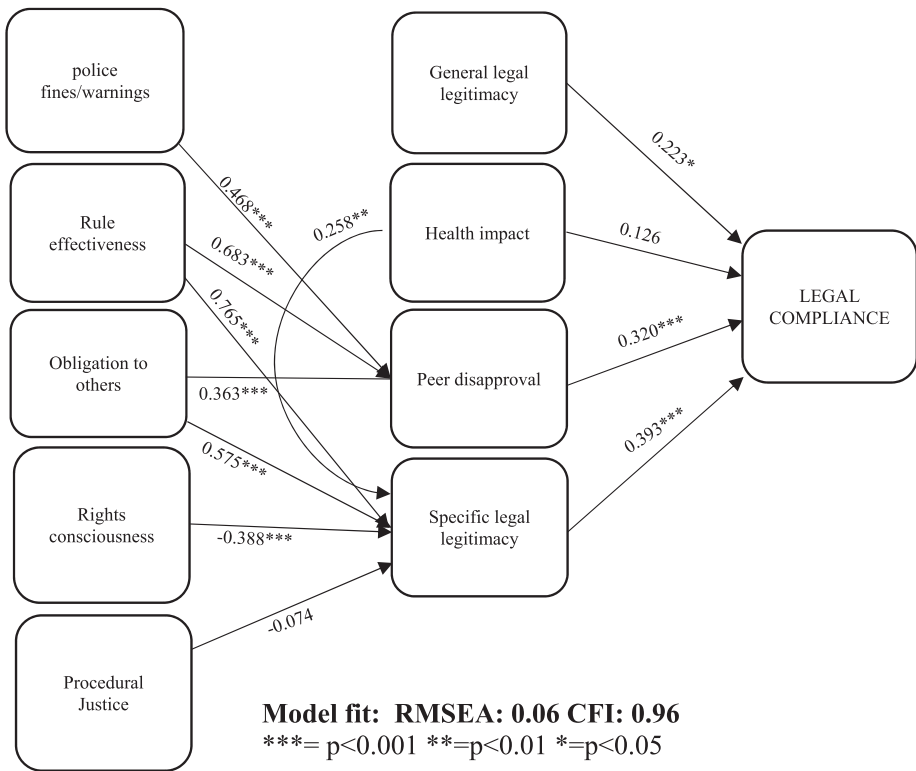 police
fines/warnings
Rule
effectiveness
Obligation to
others
Rights
consciousness
Procedural
Justice
0.468***
0.683***
0.765***
0.363***
0.575***
-0.388***
-0.074
0.258**
General legal
legitimacy
Health impact
Peer disapproval
Specific legal
legitimacy
0.223*
0.126
0.320***
0.393***
LEGAL
COMPLIANCE
Model fit: RMSEA: 0.06 CFI: 0.96
***= p<0.001 **=p<0.01 *=p<0.05